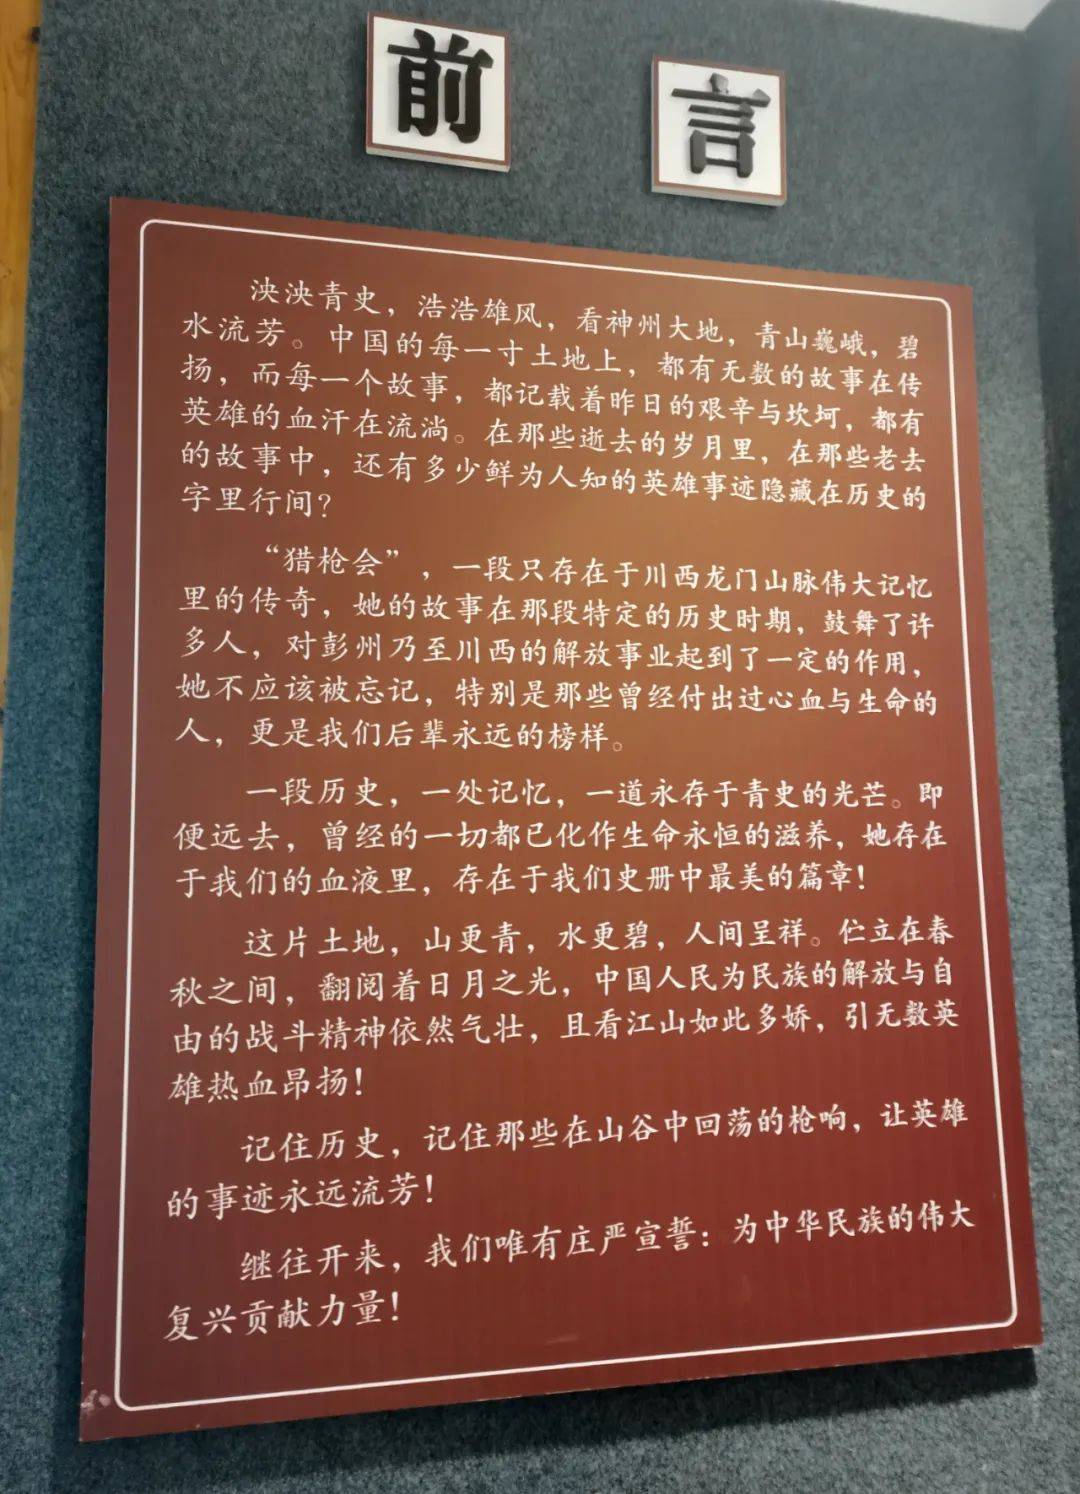 前言
泱泱青史，浩浩雄风，看神州大地，青山巍峨，碧
水流芳。中国的每一寸土地上，都有无数的故事在传
扬，而每一个故事，都记载着昨日的艰辛与坎坷，都有
英雄的血汗在流淌。在那些逝去的岁月里，在那些老去
的故事中，还有多少鲜为人知的英雄事迹隐藏在历史的
字里行间？
“猎枪会”，一段只存在于川西龙门山脉伟大记忆
里的传奇，她的故事在那段特定的历史时期，鼓舞了许
多人，对彭州乃至川西的解放事业起到了一定的作用，
她不应该被忘记，特别是那些曾经付出过心血与生命的
人，更是我们后辈永远的榜样。
一段历史，一处记忆，一道永存于青史的光芒。即
便远去，曾经的一切都已化作生命永恒的滋养，她存在
于我们的血液里，存在于我们史册中最美的篇章！
这片土地，山更青，水更碧，人间呈祥。伫立在春
秋之间，翻阅着日月之光，中国人民为民族的解放与自
由的战斗精神依然气壮，且看江山如此多娇，引无数英
雄热血昂扬！
记住历史，记住那些在山谷中回荡的枪响，让英雄
的事迹永远流芳！
继往开来，我们唯有庄严宣誓：为中华民族的伟大
复兴贡献力量！